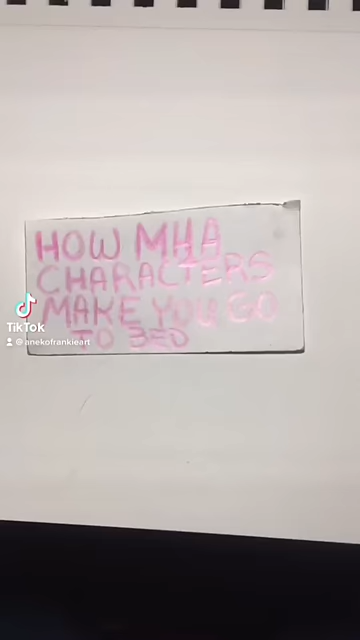 HOW MHA
CHARACTERS
MAKE YOU GO
TO BED
TikTok
@anekofrankieart